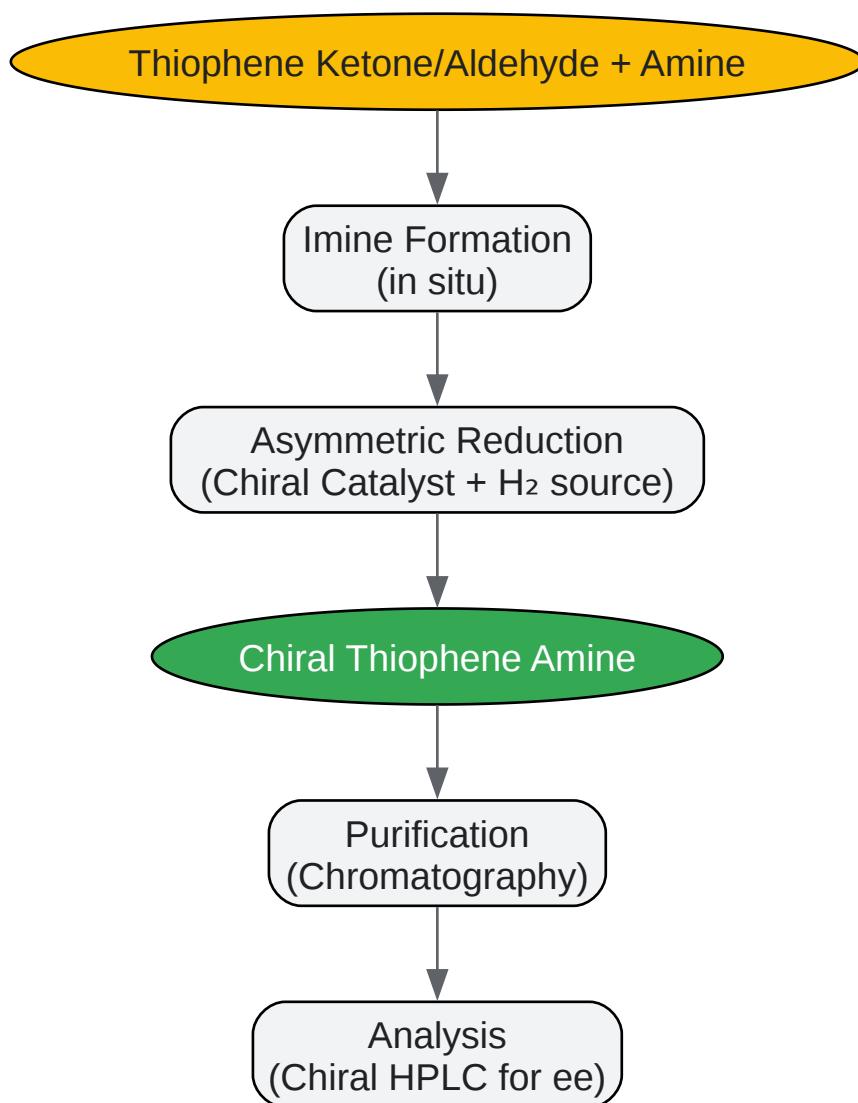 Thiophene Ketone/Aldehyde + Amine
Imine Formation
(in situ)
Asymmetric Reduction
(Chiral Catalyst + H₂ source)
Chiral Thiophene Amine
Purification
(Chromatography)
Analysis
(Chiral HPLC for ee)